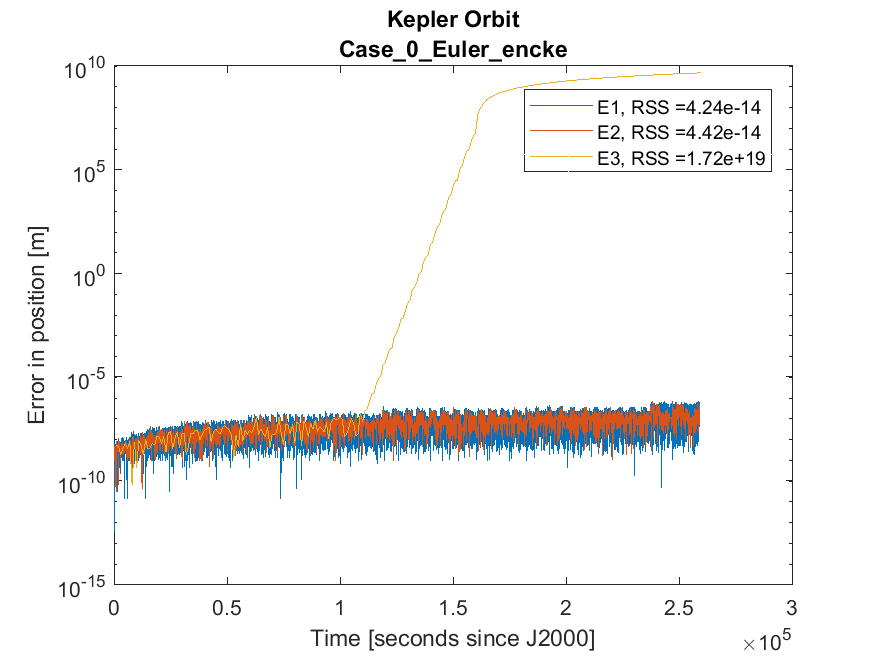 Kepler Orbit
Case_0_Euler_encke
10^10
10^5
10^0
10^-5
10^-10
10^-15
Error in position [m]
E1, RSS =4.24e-14
E2, RSS =4.42e-14
E3, RSS =1.72e+19
0 0.5 1 1.5 2 2.5 3
Time [seconds since J2000]
×10^5